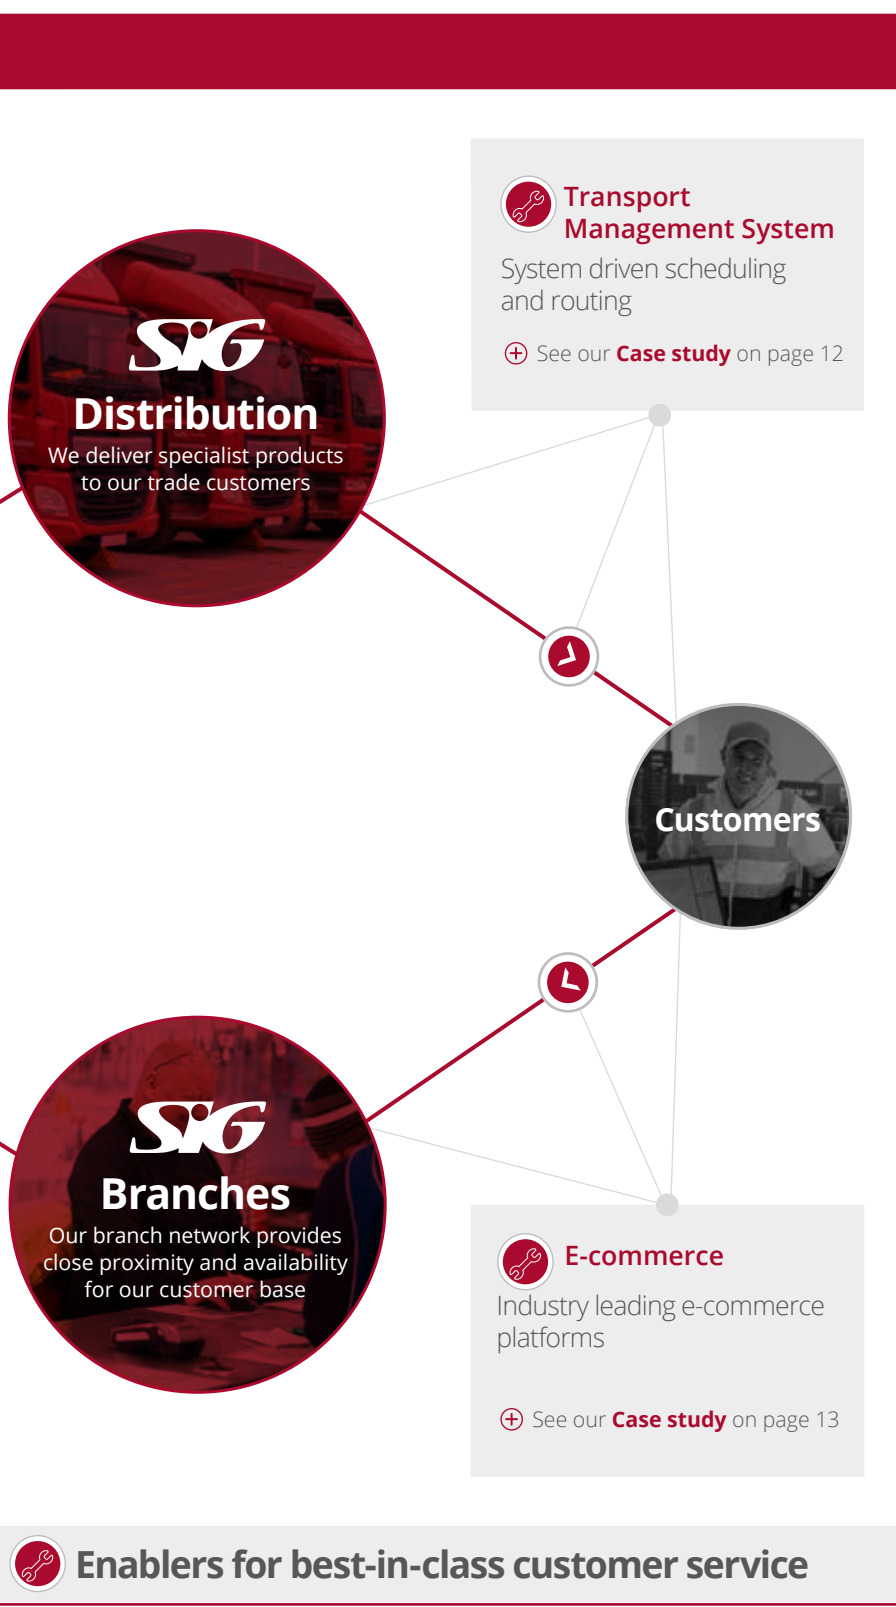 Transport
Management System
System driven scheduling
and routing
See our Case study on page 12
SIG
Distribution
We deliver specialist products
to our trade customers
Customers
SIG
Branches
Our branch network provides
close proximity and availability
for our customer base
E-commerce
Industry leading e-commerce
platforms
See our Case study on page 13
Enablers for best-in-class customer service